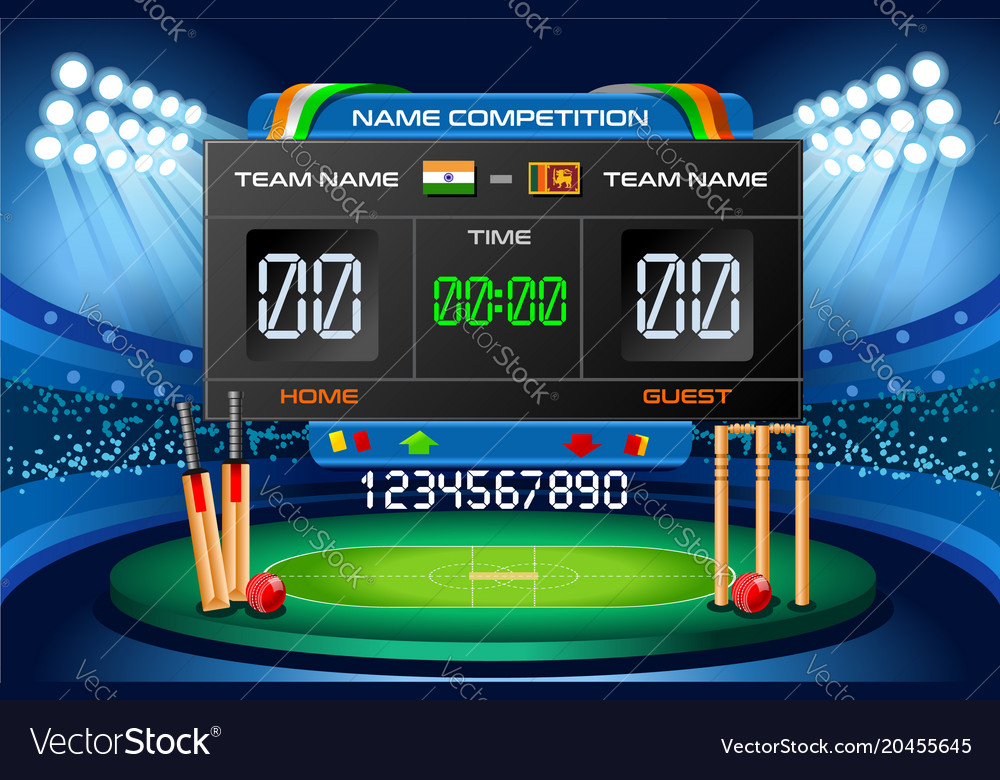 NAME COMPETITION
TEAM NAME - TEAM NAME
TIME
00 00:00 00
HOME GUEST
1234567890
VectorStock®
VectorStock.com/20455645